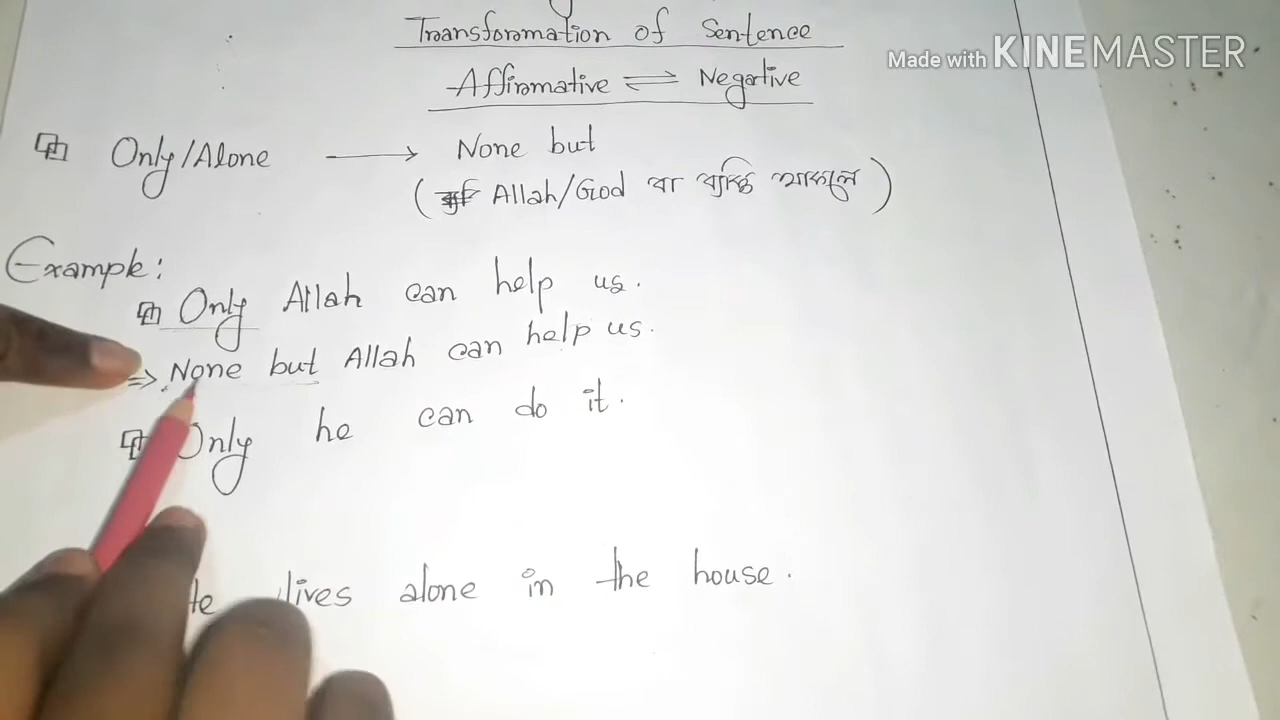 Transformation of Sentence
Made with KINEMASTER
Affirmative ⇌ Negative
Only/Alone → None but
( Allah/God বা ব্যক্তি থাকলে )
Example:
Only Allah can help us.
⇒ None but Allah can help us.
Only he can do it.
He lives alone in the house.